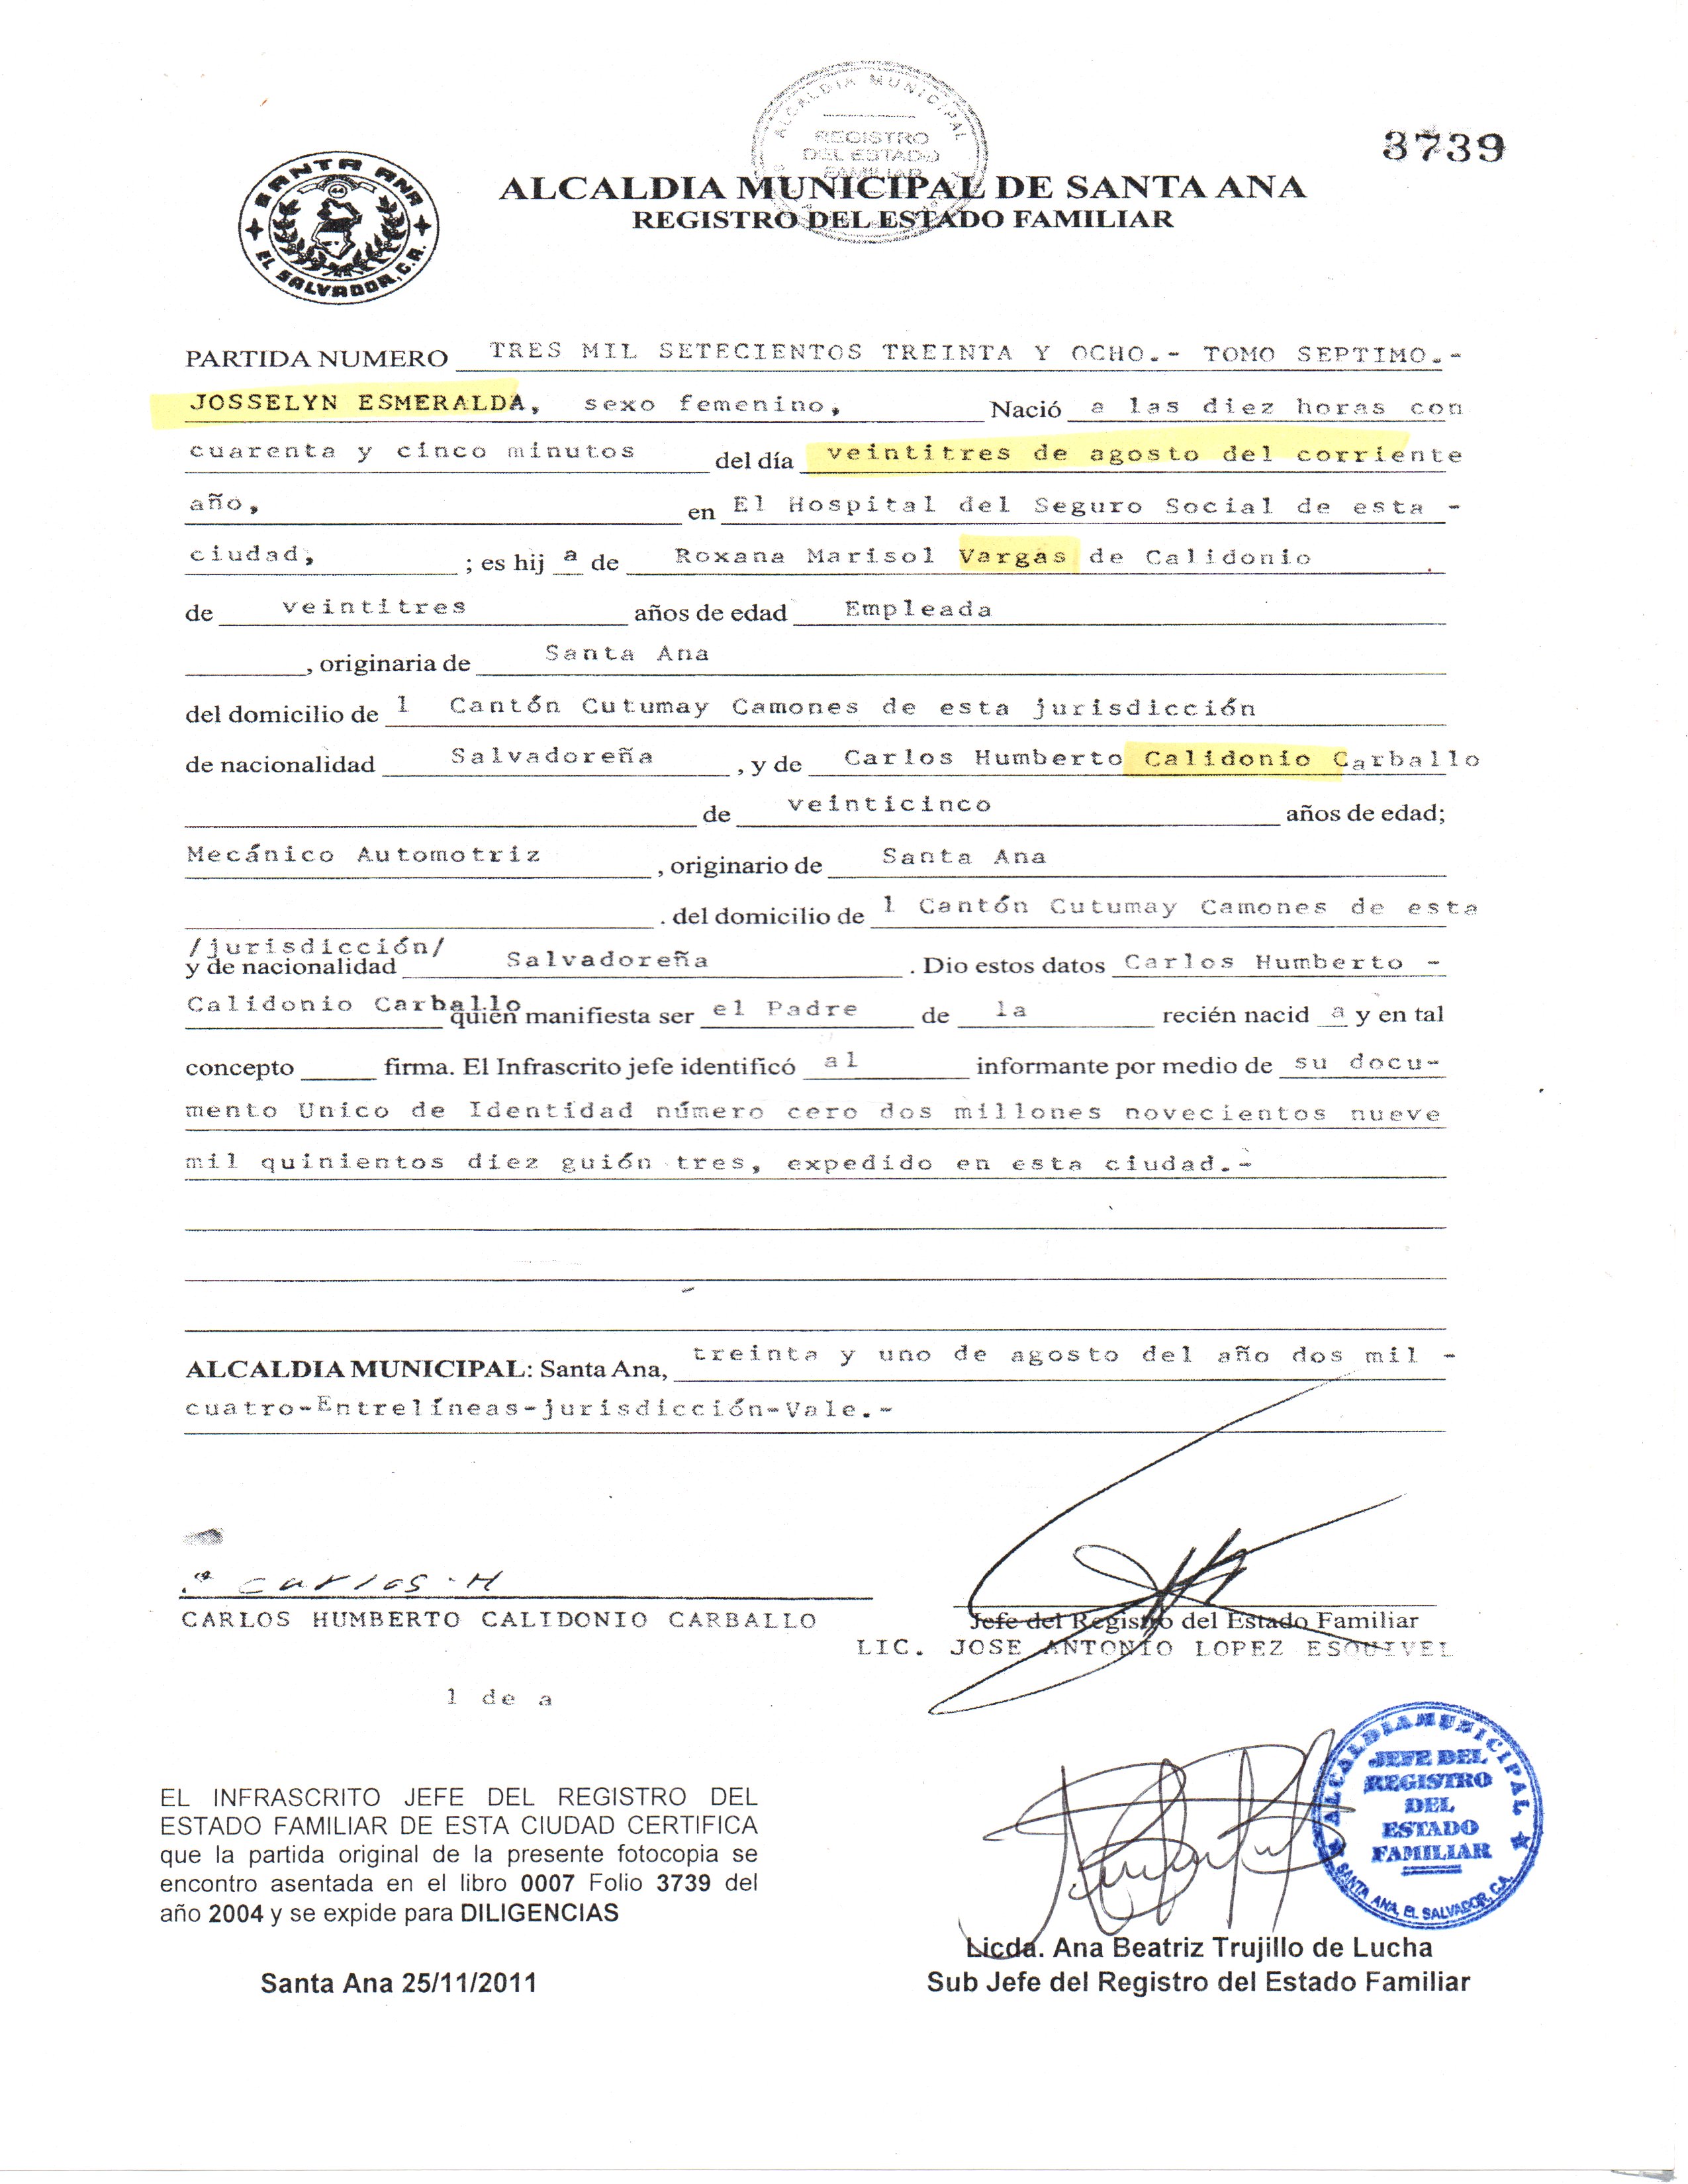 ALCALDIA MUNICIPAL
REGISTRO
DEL ESTADO
FAMILIAR
3739
SANTA ANA
EL SALVADOR, C.A.
ALCALDIA MUNICIPAL DE SANTA ANA
REGISTRO DEL ESTADO FAMILIAR
PARTIDA NUMERO TRES MIL SETECIENTOS TREINTA Y OCHO.- TOMO SEPTIMO.-
JOSSELYN ESMERALDA, sexo femenino, Nació a las diez horas con
cuarenta y cinco minutos del día veintitres de agosto del corriente
año, en El Hospital del Seguro Social de esta -
ciudad, ; es hij a de Roxana Marisol Vargas de Calidonio
de veintitres años de edad Empleada
, originaria de Santa Ana
del domicilio de l Cantón Cutumay Camones de esta jurisdicción
de nacionalidad Salvadoreña , y de Carlos Humberto Calidonio Carballo
de veinticinco años de edad;
Mecánico Automotriz , originario de Santa Ana
. del domicilio de l Cantón Cutumay Camones de esta
/jurisdicción/
y de nacionalidad Salvadoreña . Dio estos datos Carlos Humberto -
Calidonio Carballo quien manifiesta ser el Padre de la recién nacid a y en tal
concepto firma. El Infrascrito jefe identificó al informante por medio de su docu-
mento Unico de Identidad número cero dos millones novecientos nueve
mil quinientos diez guión tres, expedido en esta ciudad.-
ALCALDIA MUNICIPAL: Santa Ana, treinta y uno de agosto del año dos mil -
cuatro-Entrelíneas-jurisdicción-Vale.-
Carlos. H
CARLOS HUMBERTO CALIDONIO CARBALLO
Jefe del Registro del Estado Familiar
LIC. JOSE ANTONIO LOPEZ ESQUIVEL
l de a
ALCALDIA MUNICIPAL
JEFE DEL
REGISTRO
DEL
ESTADO
FAMILIAR
SANTA ANA, EL SALVADOR, C.A.
EL INFRASCRITO JEFE DEL REGISTRO DEL
ESTADO FAMILIAR DE ESTA CIUDAD CERTIFICA
que la partida original de la presente fotocopia se
encontro asentada en el libro 0007 Folio 3739 del
año 2004 y se expide para DILIGENCIAS
Santa Ana 25/11/2011
Licda. Ana Beatriz Trujillo de Lucha
Sub Jefe del Registro del Estado Familiar